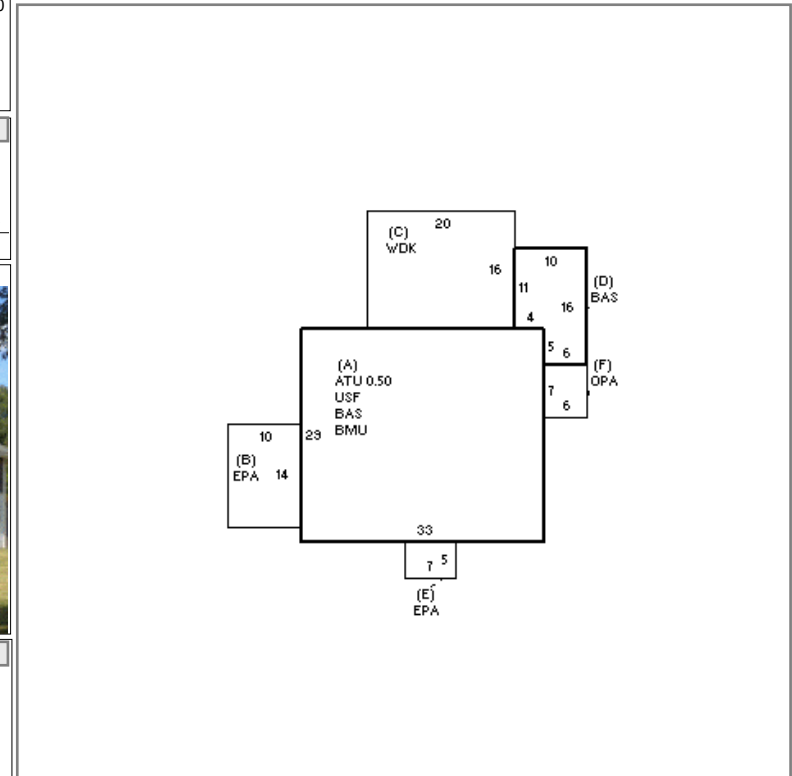 20
(C)
WDK
16
10
11
(D)
BAS
16
4
5
6
(A)
ATU 0.50
USF
BAS
BMU
(F)
OPA
7
6
29
10
(B)
EPA
14
33
5
7
(E)
EPA